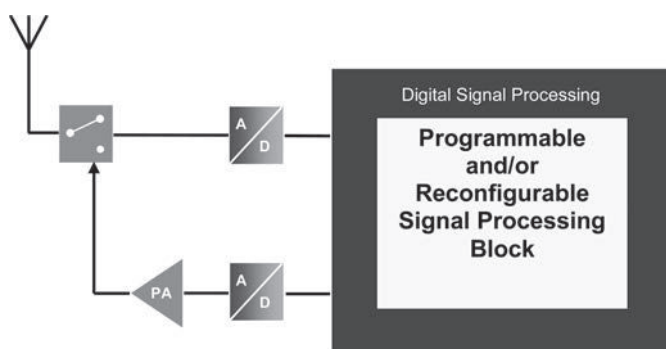 A
D
Digital Signal Processing
Programmable
and/or
Reconfigurable
Signal Processing
Block
PA
A
D